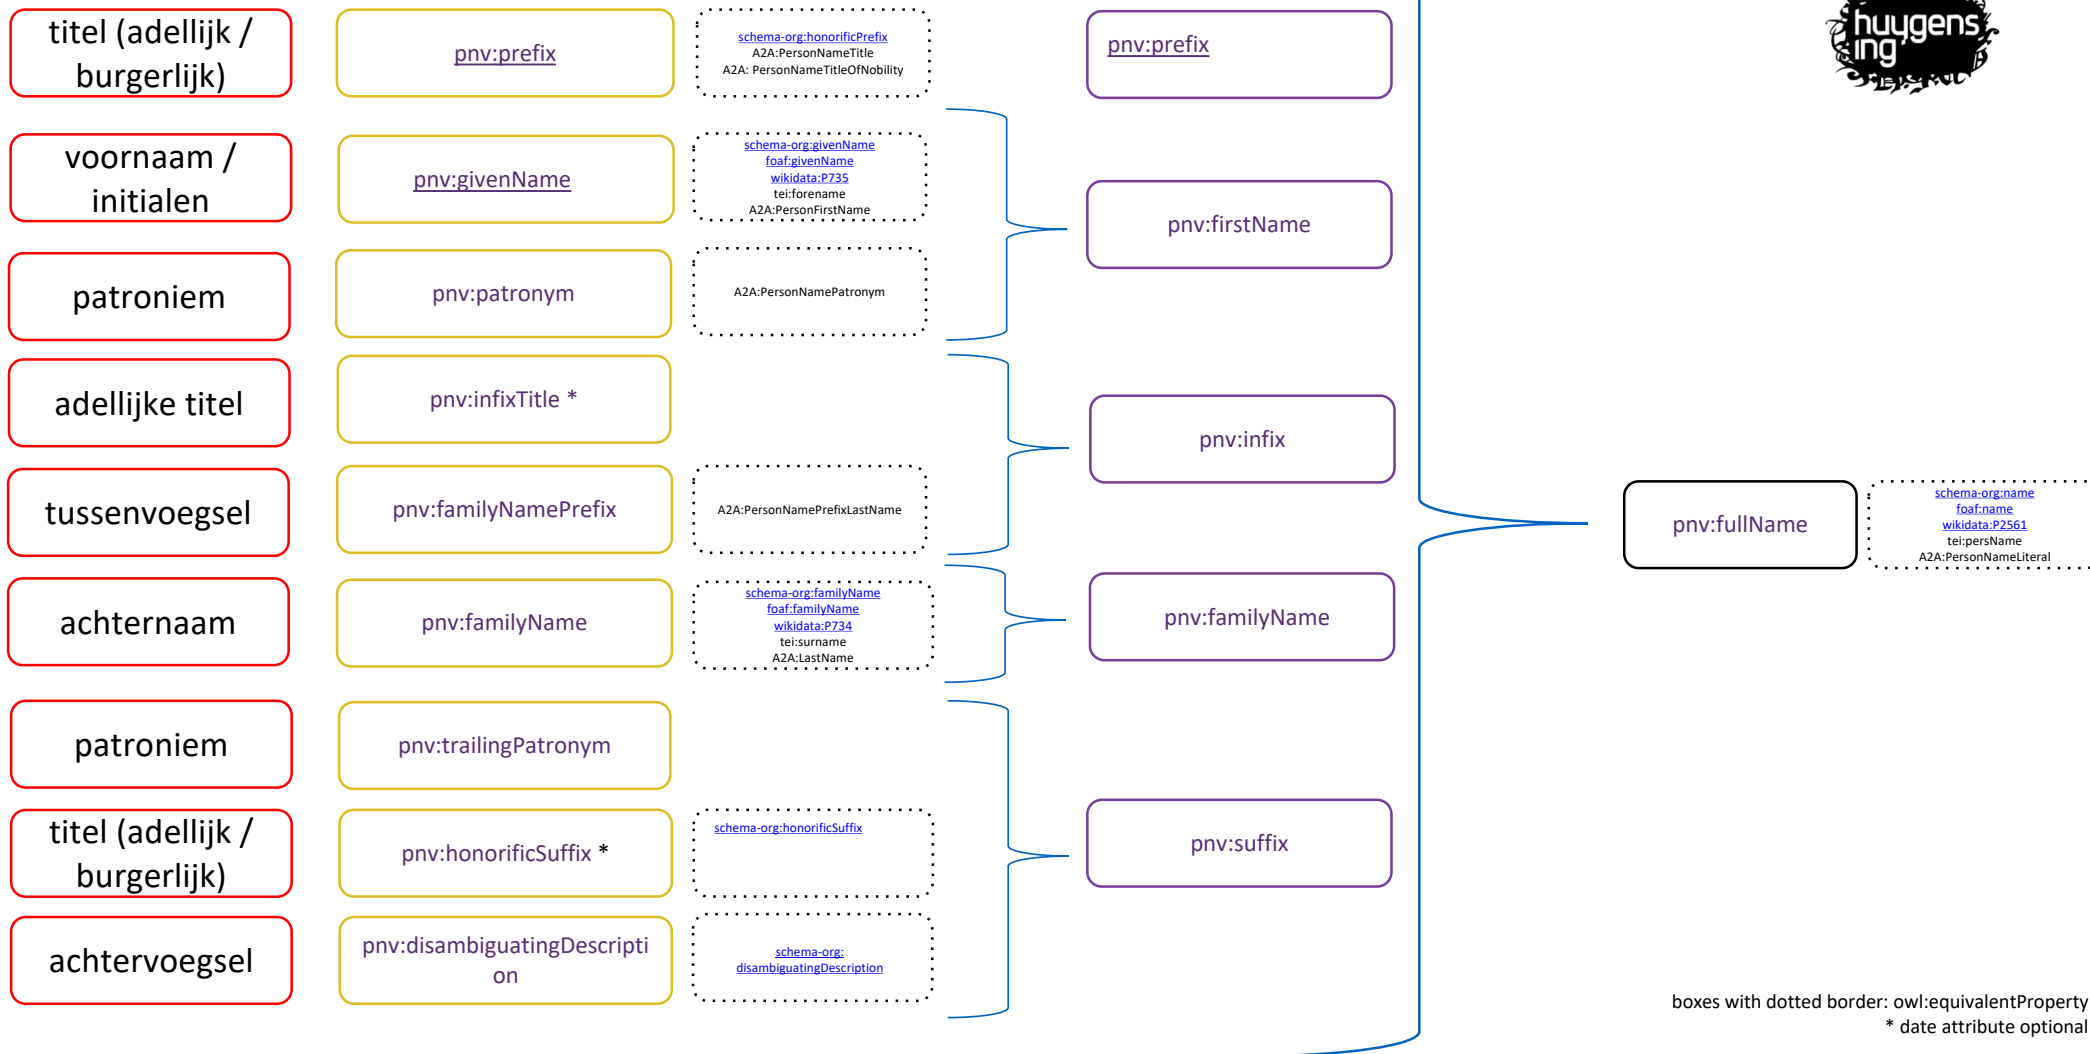 titel (adellijk /
burgerlijk)
pnv:prefix
schema-org:honorificPrefix
A2A:PersonNameTitle
A2A: PersonNameTitleOfNobility
pnv:prefix
huygens
ing
voornaam /
initialen
pnv:givenName
schema-org:givenName
foaf:givenName
wikidata:P735
tei:forename
A2A:PersonFirstName
pnv:firstName
patroniem
pnv:patronym
A2A:PersonNamePatronym
adellijke titel
pnv:infixTitle *
pnv:infix
tussenvoegsel
pnv:familyNamePrefix
A2A:PersonNamePrefixLastName
pnv:fullName
schema-org:name
foaf:name
wikidata:P2561
tei:persName
A2A:PersonNameLiteral
achternaam
pnv:familyName
schema-org:familyName
foaf:familyName
wikidata:P734
tei:surname
A2A:LastName
pnv:familyName
patroniem
pnv:trailingPatronym
titel (adellijk /
burgerlijk)
pnv:honorificSuffix *
schema-org:honorificSuffix
pnv:suffix
achtervoegsel
pnv:disambiguatingDescripti
on
schema-org:
disambiguatingDescription
boxes with dotted border: owl:equivalentProperty
* date attribute optional